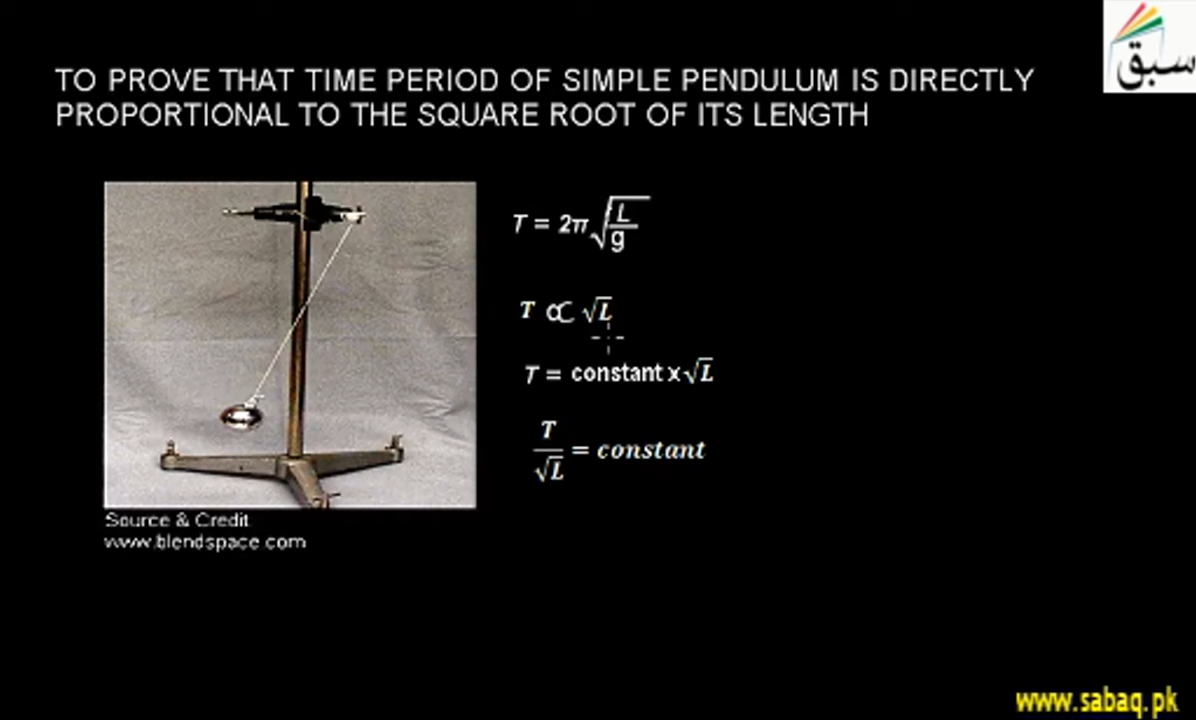 سبق
TO PROVE THAT TIME PERIOD OF SIMPLE PENDULUM IS DIRECTLY
PROPORTIONAL TO THE SQUARE ROOT OF ITS LENGTH
T = 2π√(L/g)
T ∝ √L
T = constant x √L
T/√L = constant
Source & Credit
www.blendspace.com
www.sabaq.pk